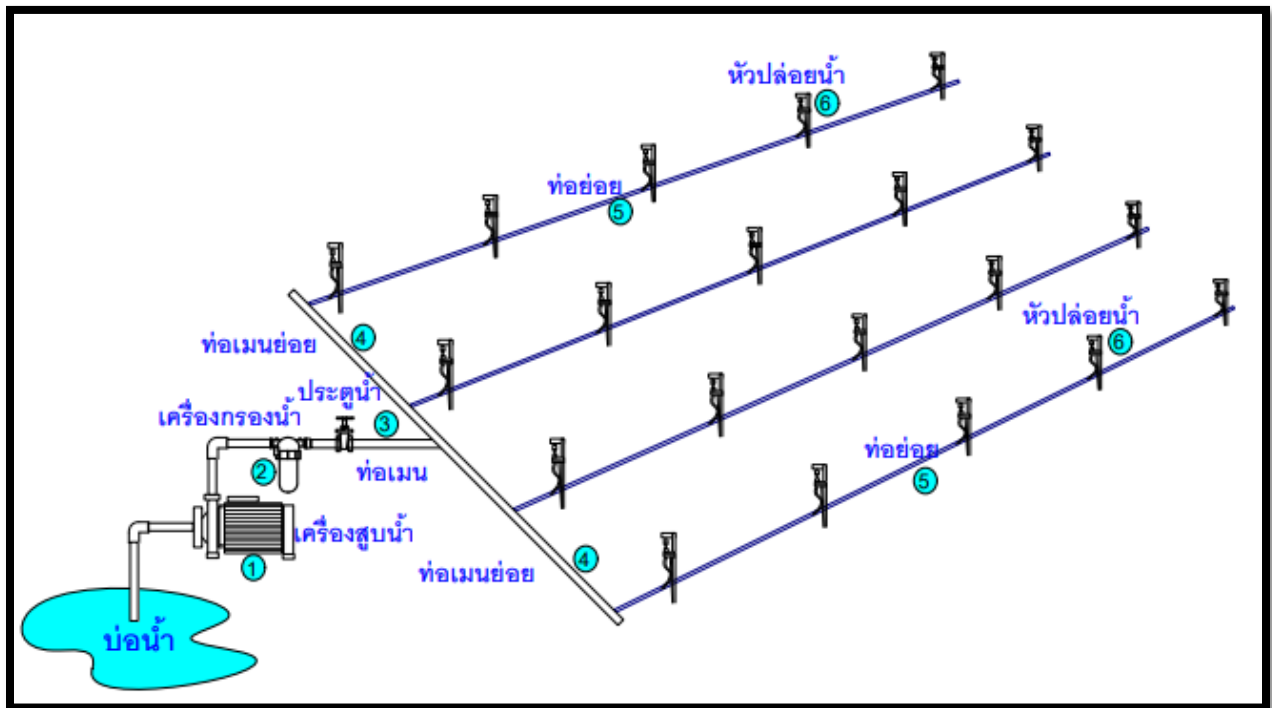 หัวปล่อยน้ำ
6
ท่อย่อย
5
หัวปล่อยน้ำ
6
ท่อเมนย่อย
4
ประตูน้ำ
3
เครื่องกรองน้ำ
2
ท่อเมน
ท่อย่อย
5
เครื่องสูบน้ำ
1
ท่อเมนย่อย
4
บ่อน้ำ